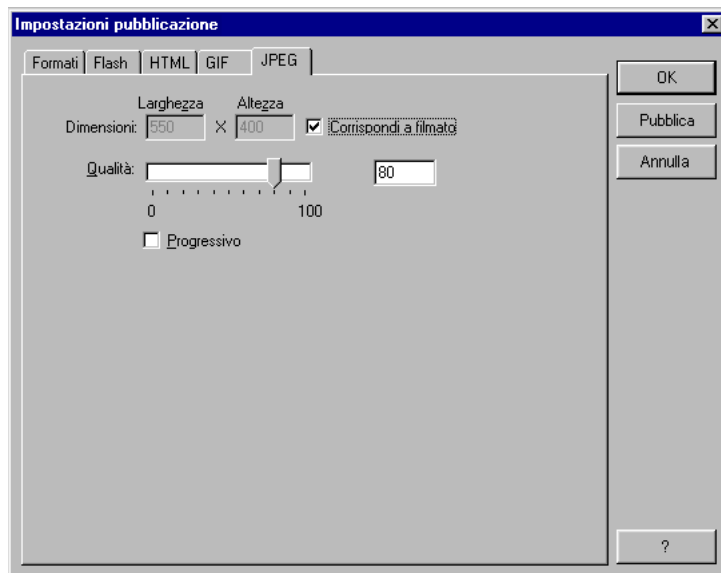 Impostazioni pubblicazione
Formati Flash HTML GIF JPEG
Larghezza Altezza
Dimensioni: 550 X 400 Corrispondi a filmato
Qualità: 80
0 100
Progressivo
OK
Pubblica
Annulla
?